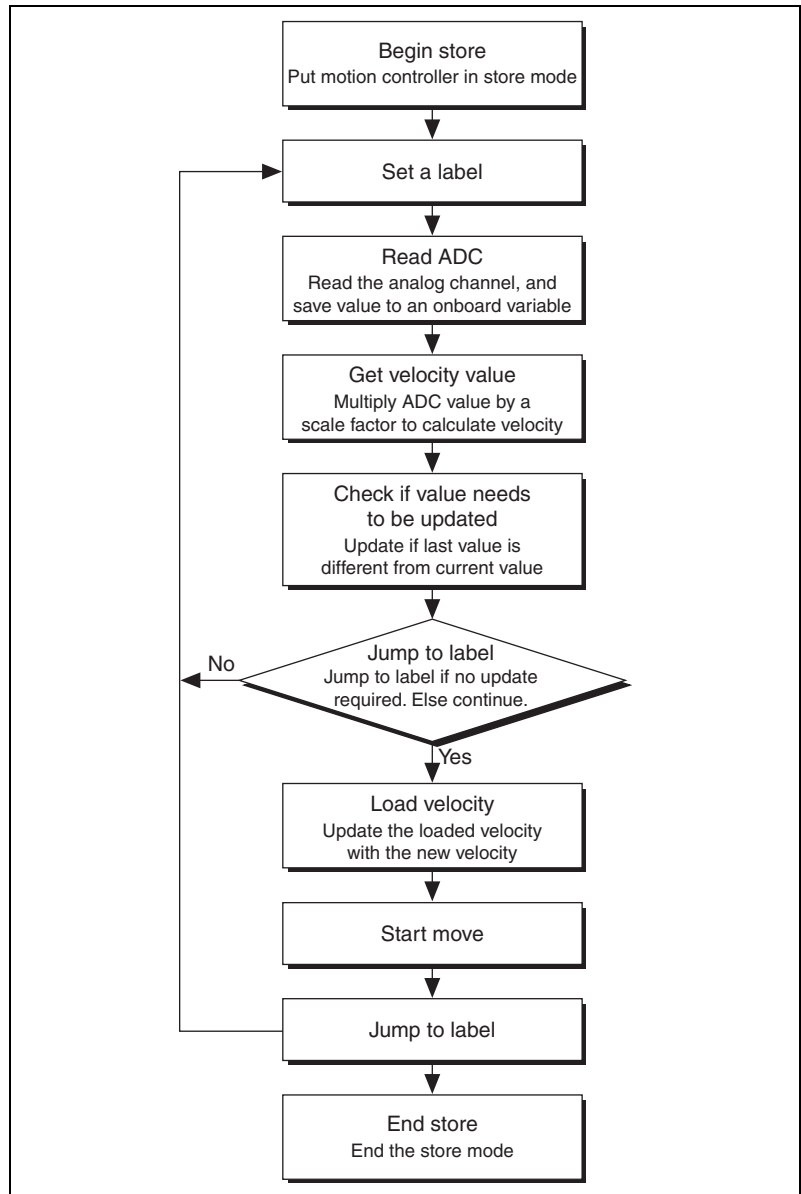 Begin store
Put motion controller in store mode
Set a label
Read ADC
Read the analog channel, and
save value to an onboard variable
Get velocity value
Multiply ADC value by a
scale factor to calculate velocity
Check if value needs
to be updated
Update if last value is
different from current value
No
Jump to label
Jump to label if no update
required. Else continue.
Yes
Load velocity
Update the loaded velocity
with the new velocity
Start move
Jump to label
End store
End the store mode